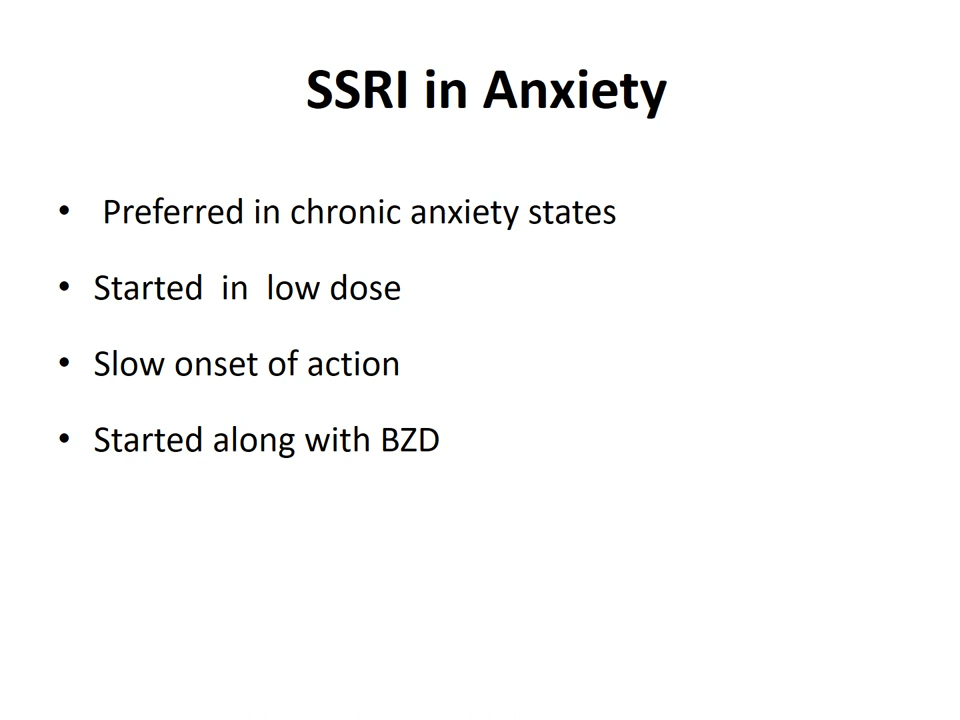 SSRI in Anxiety
• Preferred in chronic anxiety states
• Started in low dose
• Slow onset of action
• Started along with BZD